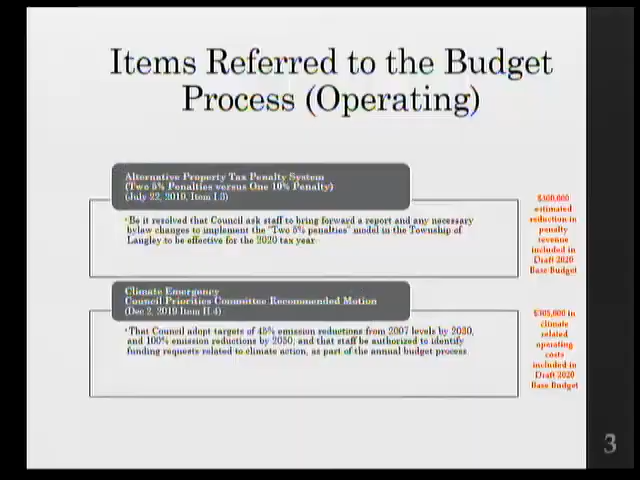 Items Referred to the Budget
Process (Operating)
Alternative Property Tax Penalty System
(Two 5% Penalties versus One 10% Penalty)
(July 22, 2019, Item I.3)
•Be it resolved that Council ask staff to bring forward a report and any necessary
bylaw changes to implement the "Two 5% penalties" model in the Township of
Langley to be effective for the 2020 tax year
$300,000
estimated
reduction in
penalty
revenue
included in
Draft 2020
Base Budget
Climate Emergency
Council Priorities Committee Recommended Motion
(Dec 2, 2019 Item H.4)
•That Council adopt targets of 45% emission reductions from 2007 levels by 2030,
and 100% emission reductions by 2050; and that staff be authorized to identify
funding requests related to climate action, as part of the annual budget process
in
climate
related
operating
costs
included in
Draft 2020
Base Budget
3